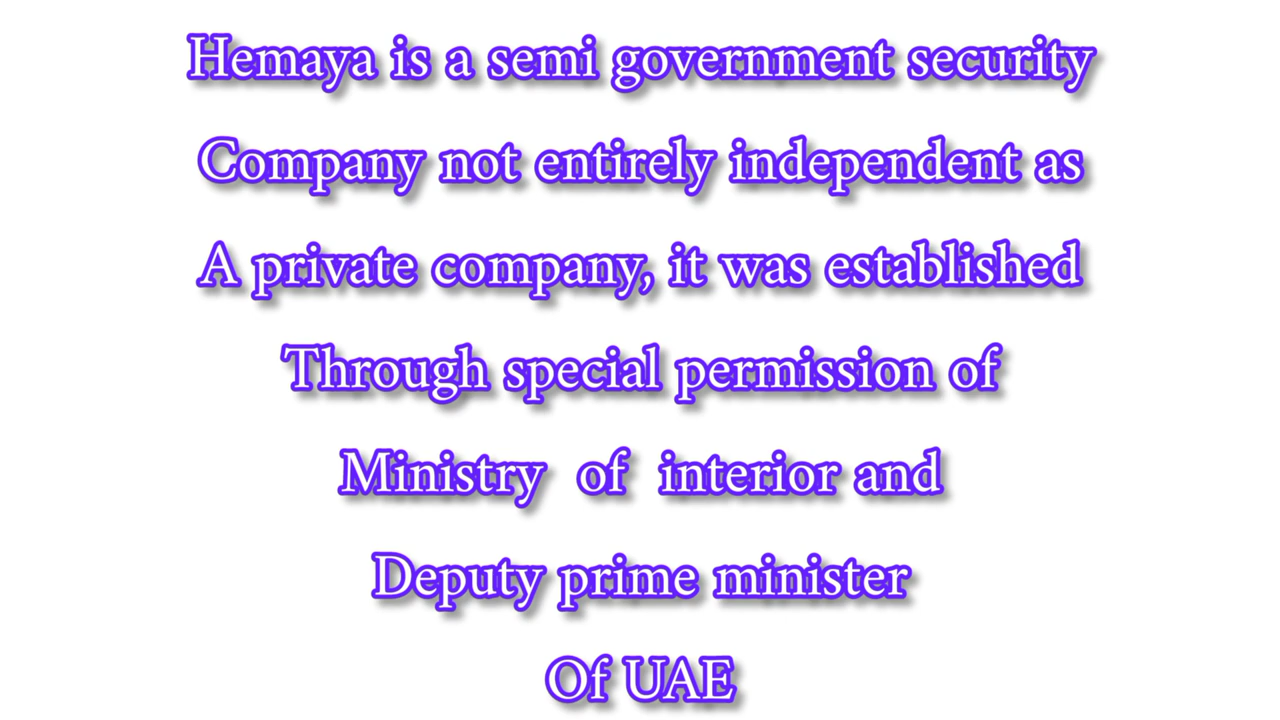 Hemaya is a semi government security
Company not entirely independent as
A private company, it was established
Through special permission of
Ministry of interior and
Deputy prime minister
Of UAE